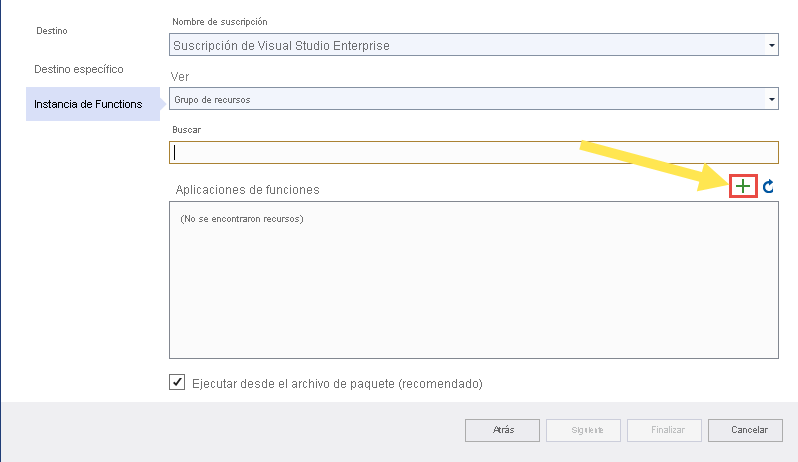 Destino
Destino específico
Instancia de Functions
Nombre de suscripción
Suscripción de Visual Studio Enterprise
Ver
Grupo de recursos
Buscar
Aplicaciones de funciones
(No se encontraron recursos)
Ejecutar desde el archivo de paquete (recomendado)
Atrás
Siguiente
Finalizar
Cancelar